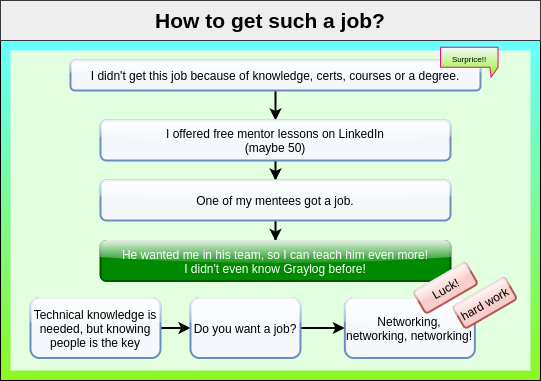 How to get such a job?
Surprice!!
I didn't get this job because of knowledge, certs, courses or a degree.
I offered free mentor lessons on LinkedIn
(maybe 50)
One of my mentees got a job.
He wanted me in his team, so I can teach him even more!
I didn't even know Graylog before!
Luck!
hard work
Technical knowledge is
needed, but knowing
people is the key
Do you want a job?
Networking,
networking, networking!